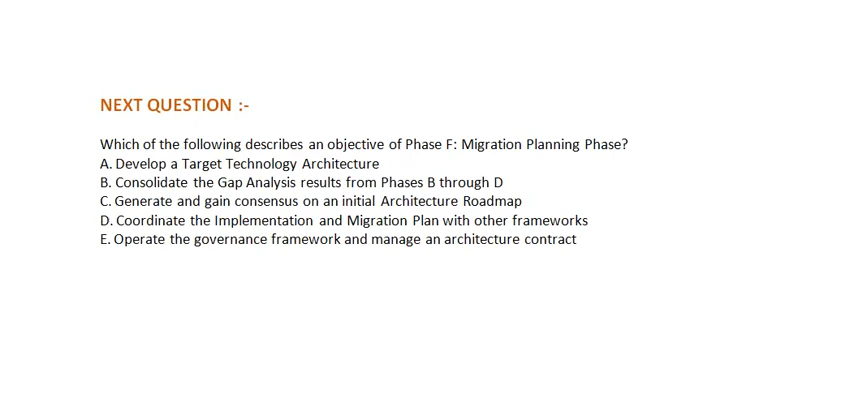 NEXT QUESTION :-
Which of the following describes an objective of Phase F: Migration Planning Phase?
A. Develop a Target Technology Architecture
B. Consolidate the Gap Analysis results from Phases B through D
C. Generate and gain consensus on an initial Architecture Roadmap
D. Coordinate the Implementation and Migration Plan with other frameworks
E. Operate the governance framework and manage an architecture contract